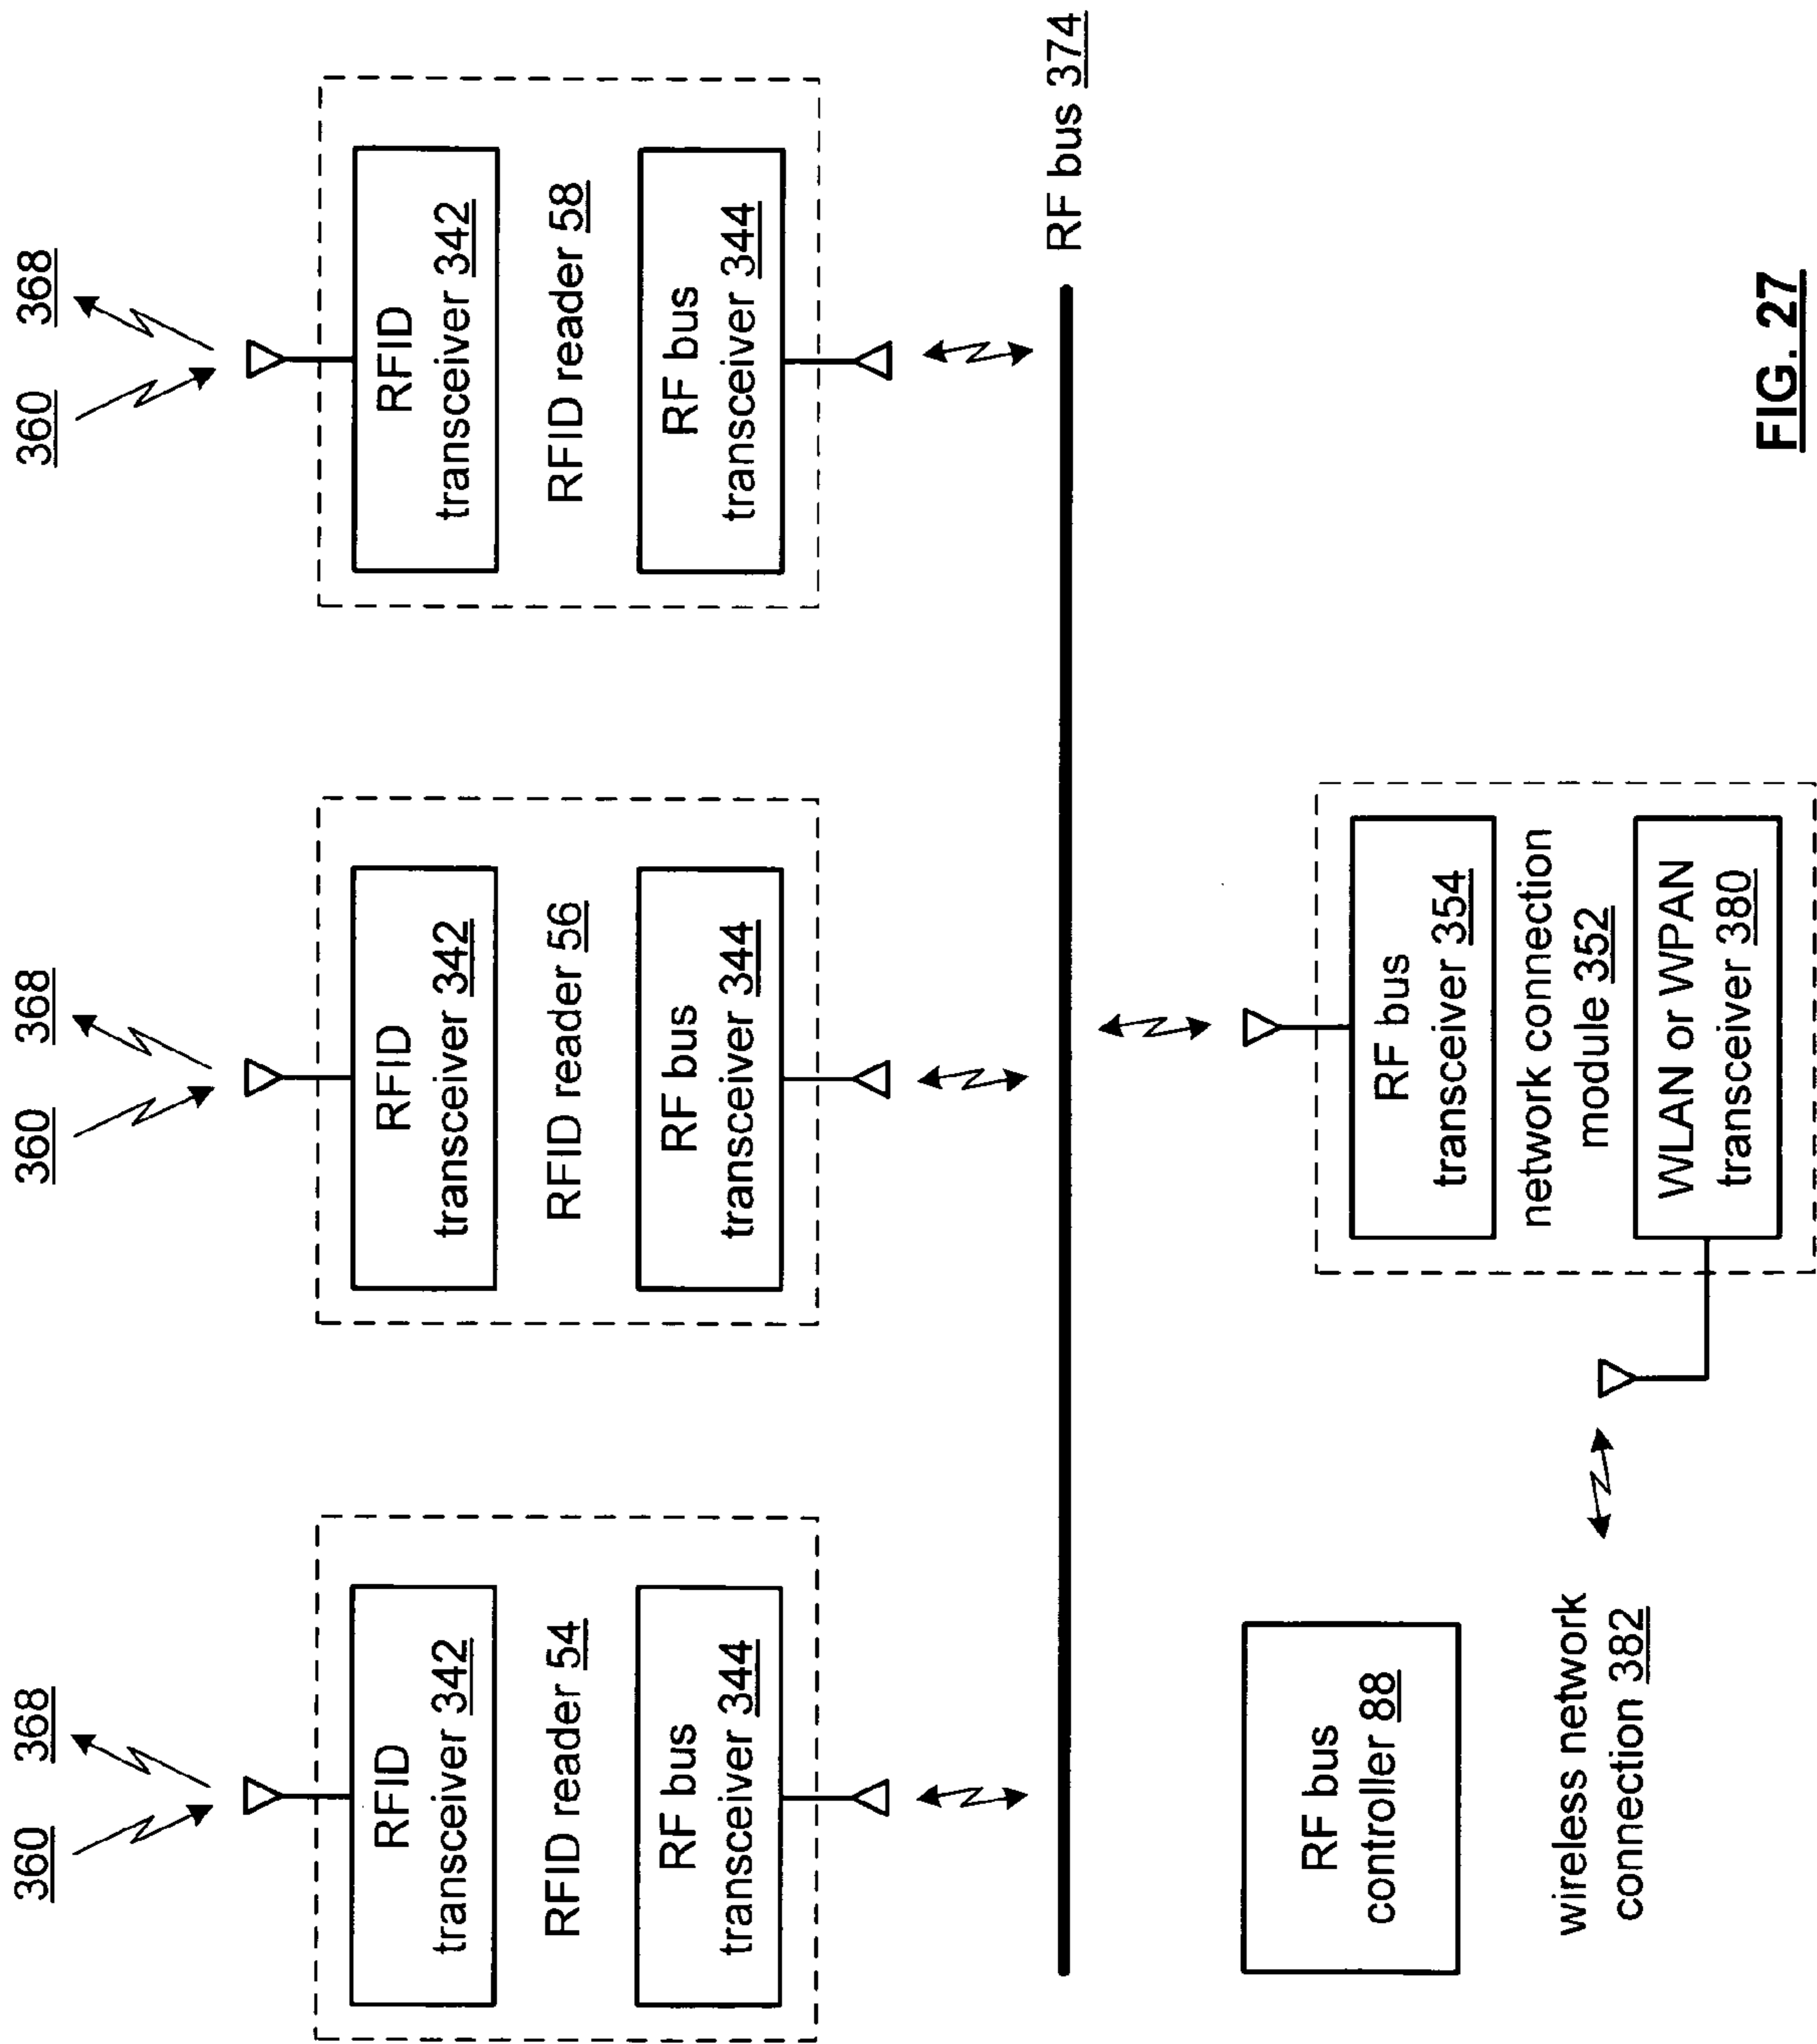 360 368
360 368
360 368
RFID
transceiver 342
RFID reader 54
RF bus
transceiver 344
RFID
transceiver 342
RFID reader 56
RF bus
transceiver 344
RFID
transceiver 342
RFID reader 58
RF bus
transceiver 344
RF bus 374
RF bus
controller 88
wireless network
connection 382
RF bus
transceiver 354
network connection
module 352
WLAN or WPAN
transceiver 380
FIG. 27